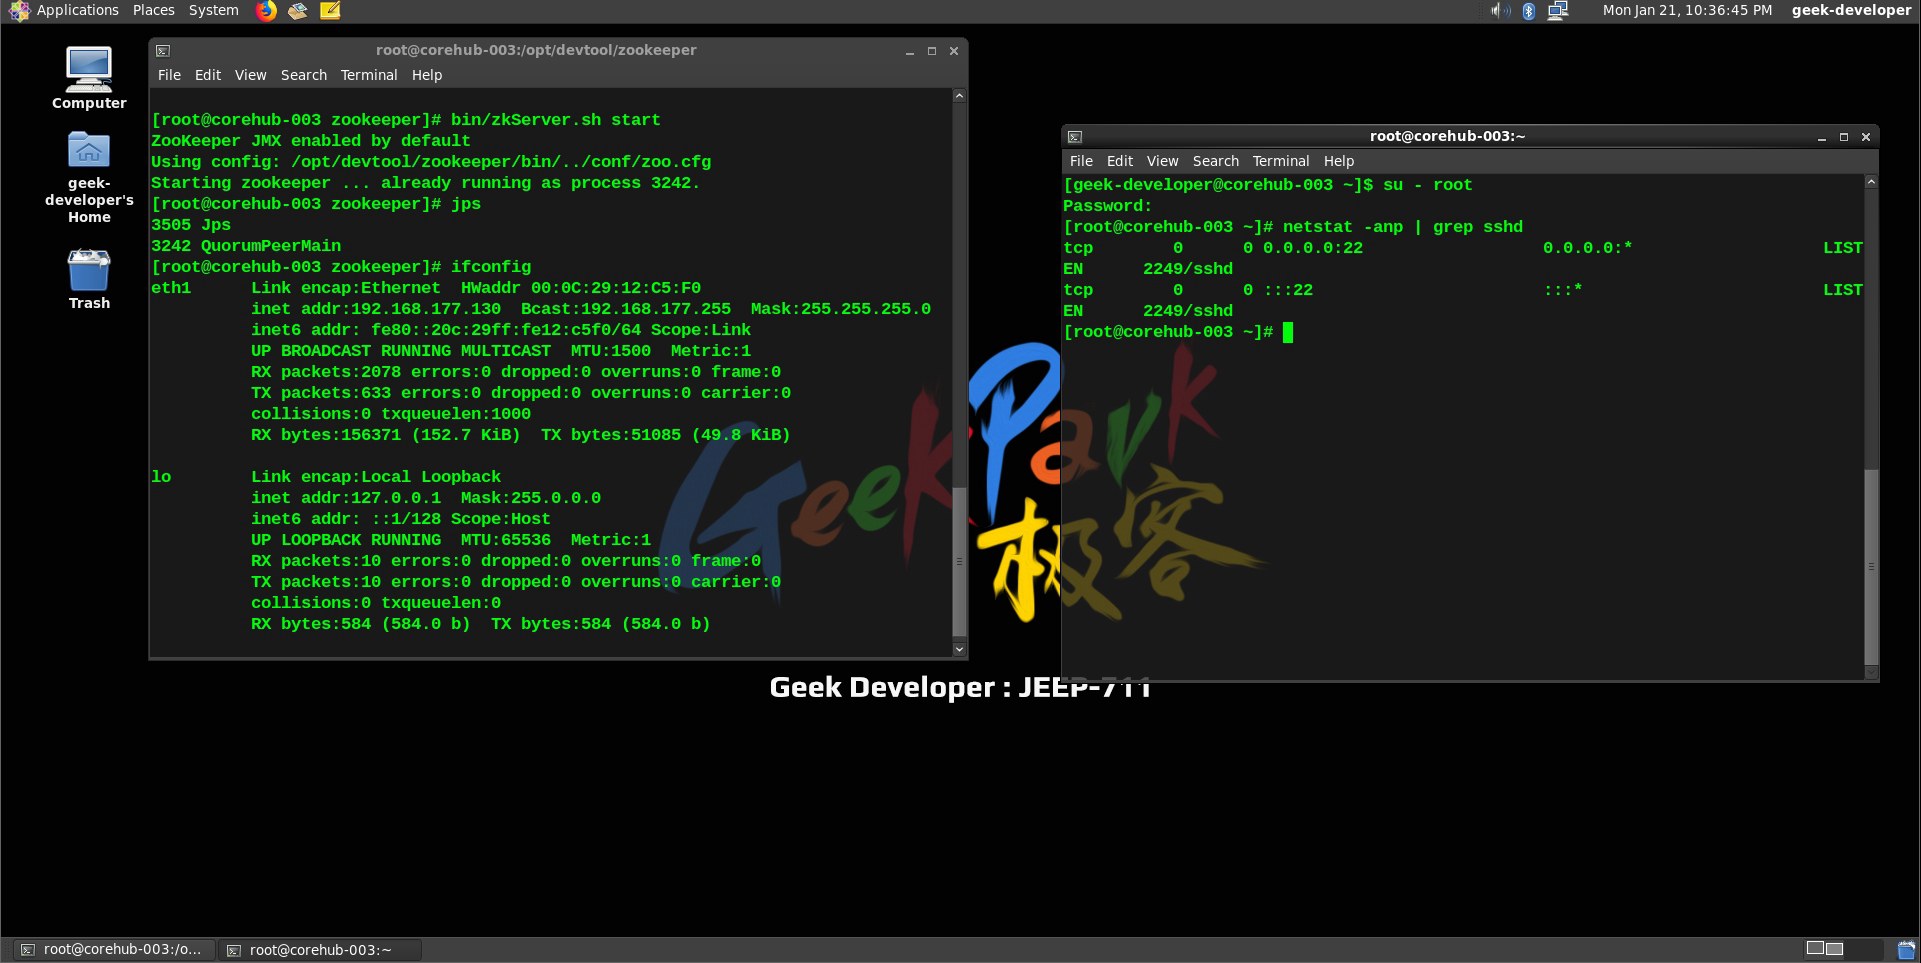 Applications Places System Mon Jan 21, 10:36:45 PM geek-developer
Computer
geek-
developer's
Home
Trash
root@corehub-003:/opt/devtool/zookeeper
File Edit View Search Terminal Help
[root@corehub-003 zookeeper]# bin/zkServer.sh start
ZooKeeper JMX enabled by default
Using config: /opt/devtool/zookeeper/bin/../conf/zoo.cfg
Starting zookeeper ... already running as process 3242.
[root@corehub-003 zookeeper]# jps
3505 Jps
3242 QuorumPeerMain
[root@corehub-003 zookeeper]# ifconfig
eth1      Link encap:Ethernet  HWaddr 00:0C:29:12:C5:F0
          inet addr:192.168.177.130  Bcast:192.168.177.255  Mask:255.255.255.0
          inet6 addr: fe80::20c:29ff:fe12:c5f0/64 Scope:Link
          UP BROADCAST RUNNING MULTICAST  MTU:1500  Metric:1
          RX packets:2078 errors:0 dropped:0 overruns:0 frame:0
          TX packets:633 errors:0 dropped:0 overruns:0 carrier:0
          collisions:0 txqueuelen:1000
          RX bytes:156371 (152.7 KiB)  TX bytes:51085 (49.8 KiB)
lo        Link encap:Local Loopback
          inet addr:127.0.0.1  Mask:255.0.0.0
          inet6 addr: ::1/128 Scope:Host
          UP LOOPBACK RUNNING  MTU:65536  Metric:1
          RX packets:10 errors:0 dropped:0 overruns:0 frame:0
          TX packets:10 errors:0 dropped:0 overruns:0 carrier:0
          collisions:0 txqueuelen:0
          RX bytes:584 (584.0 b)  TX bytes:584 (584.0 b)
root@corehub-003:~
File Edit View Search Terminal Help
[geek-developer@corehub-003 ~]$ su - root
Password:
[root@corehub-003 ~]# netstat -anp | grep sshd
tcp        0      0 0.0.0.0:22                  0.0.0.0:*                   LIST
EN      2249/sshd
tcp        0      0 :::22                       :::*                        LIST
EN      2249/sshd
[root@corehub-003 ~]#
GeekPark
极客
Geek Developer : JEEP-711
root@corehub-003:/o...
root@corehub-003:~